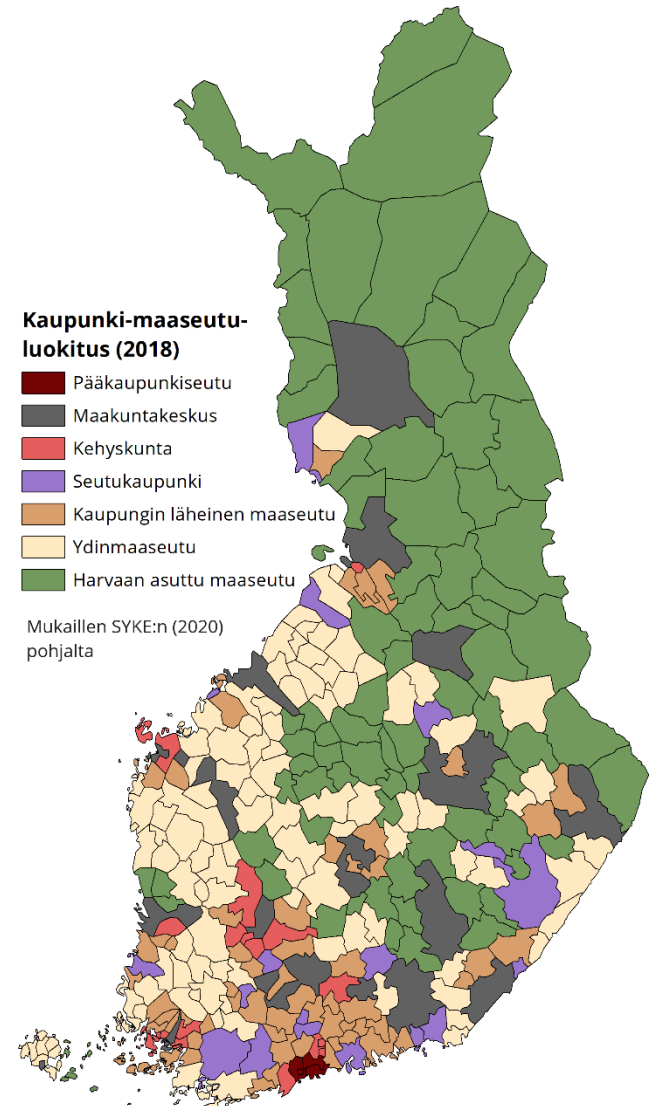 Kaupunki-maaseutu-
luokitus (2018)
Pääkaupunkiseutu
Maakuntakeskus
Kehyskunta
Seutukaupunki
Kaupungin läheinen maaseutu
Ydinmaaseutu
Harvaan asuttu maaseutu
Mukaillen SYKE:n (2020)
pohjalta